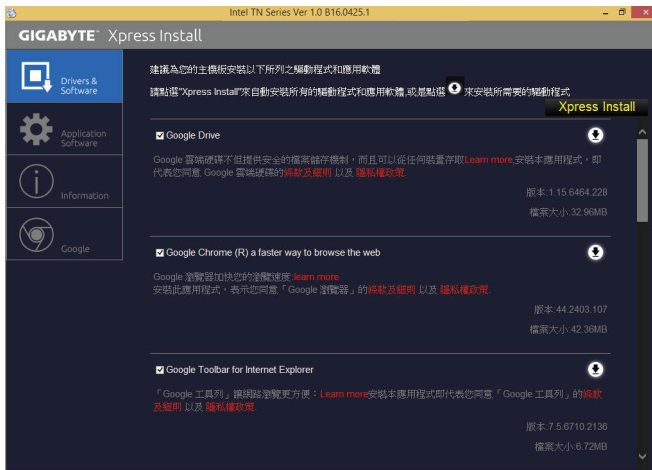 Intel TN Series Ver 1.0 B16.0425.1
GIGABYTE™ Xpress Install
Drivers & Software
Application Software
Information
Google
建議為您的主機板安裝以下所列之驅動程式和應用軟體
請點選"Xpress Install"來自動安裝所有的驅動程式和應用軟體,或是點選 來安裝所需要的驅動程式
Xpress Install
Google Drive
Google 雲端硬碟不但提供安全的檔案儲存機制，而且可以從任何裝置存取Learn more,安裝本應用程式，即
代表您同意 Google 雲端硬碟的條款及細則 以及 隱私權政策.
版本:1.15.6464.228
檔案大小:32.96MB
Google Chrome (R) a faster way to browse the web
Google 瀏覽器加快您的瀏覽速度:learn more
安裝此應用程式，表示您同意「Google 瀏覽器」的條款及細則 以及 隱私權政策.
版本:44.2403.107
檔案大小:42.36MB
Google Toolbar for Internet Explorer
「Google 工具列」讓網路瀏覽更方便：Learn more安裝本應用程式即代表您同意「Google 工具列」的條款
及細則 以及 隱私權政策.
版本:7.5.6710.2136
檔案大小:6.72MB